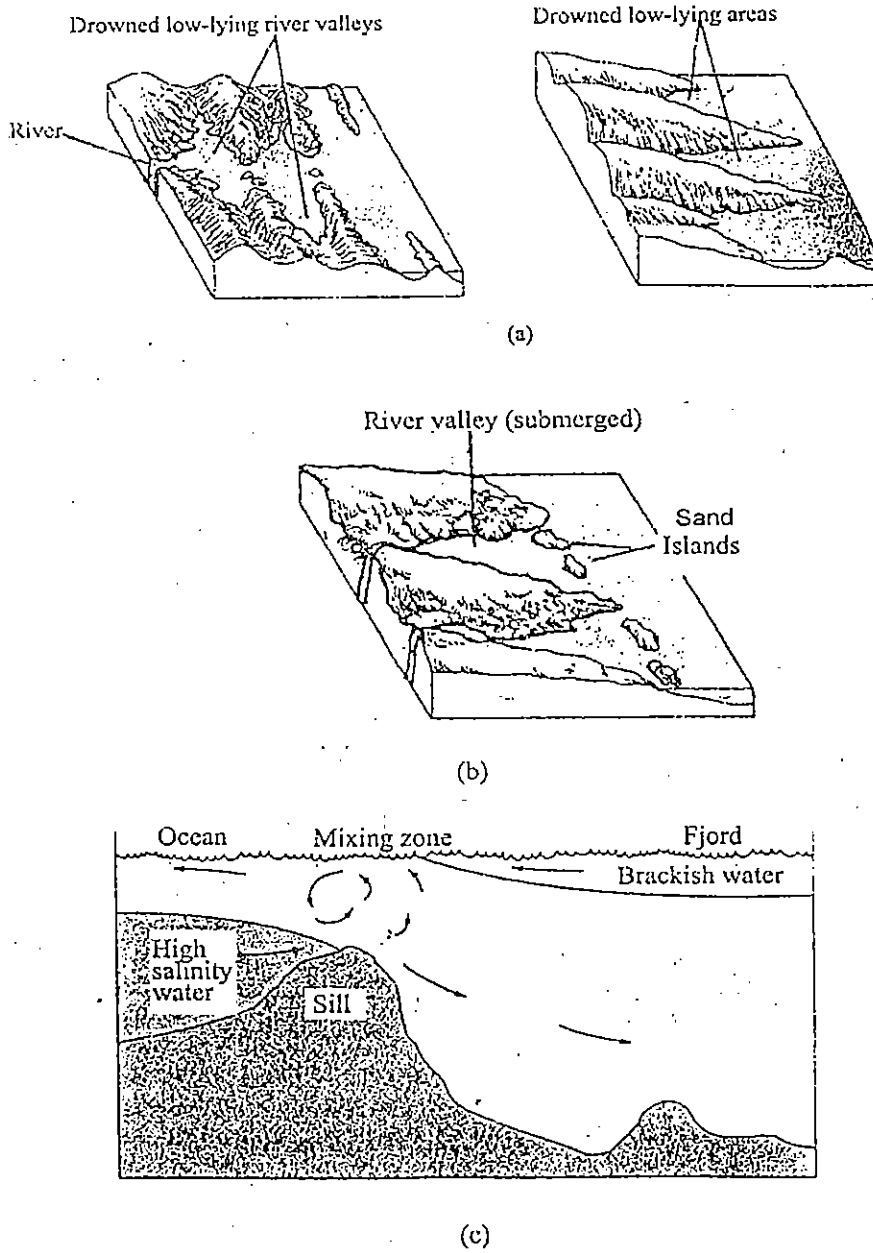 Drowned low-lying river valleys
Drowned low-lying areas
River
(a)
River valley (submerged)
Sand
Islands
(b)
Ocean
Mixing zone
Fjord
Brackish water
High
salinity
water
Sill
(c)